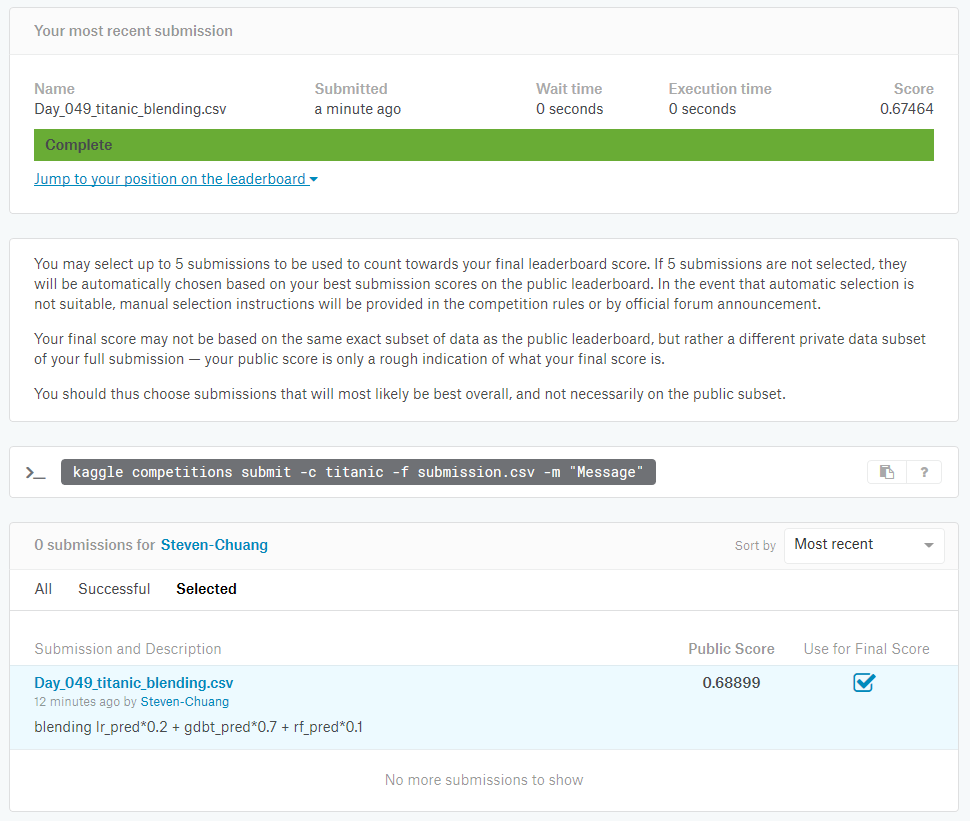 Your most recent submission
Name Submitted Wait time Execution time Score
Day_049_titanic_blending.csv a minute ago 0 seconds 0 seconds 0.67464
Complete
Jump to your position on the leaderboard
You may select up to 5 submissions to be used to count towards your final leaderboard score. If 5 submissions are not selected, they
will be automatically chosen based on your best submission scores on the public leaderboard. In the event that automatic selection is
not suitable, manual selection instructions will be provided in the competition rules or by official forum announcement.
Your final score may not be based on the same exact subset of data as the public leaderboard, but rather a different private data subset
of your full submission — your public score is only a rough indication of what your final score is.
You should thus choose submissions that will most likely be best overall, and not necessarily on the public subset.
>_ kaggle competitions submit -c titanic -f submission.csv -m "Message" ?
0 submissions for Steven-Chuang Sort by Most recent
All Successful Selected
Submission and Description Public Score Use for Final Score
Day_049_titanic_blending.csv 0.68899
12 minutes ago by Steven-Chuang
blending lr_pred*0.2 + gdbt_pred*0.7 + rf_pred*0.1
No more submissions to show